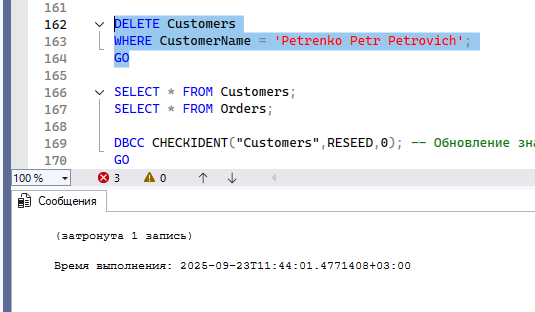 161
162 DELETE Customers
163 WHERE CustomerName = 'Petrenko Petr Petrovich';
164 GO
165
166 SELECT * FROM Customers;
167 SELECT * FROM Orders;
168
169 DBCC CHECKIDENT("Customers",RESEED,0); -- Обновление
170 GO
100 % 3 0
Сообщения
(затронута 1 запись)
Время выполнения: 2025-09-23T11:44:01.4771408+03:00